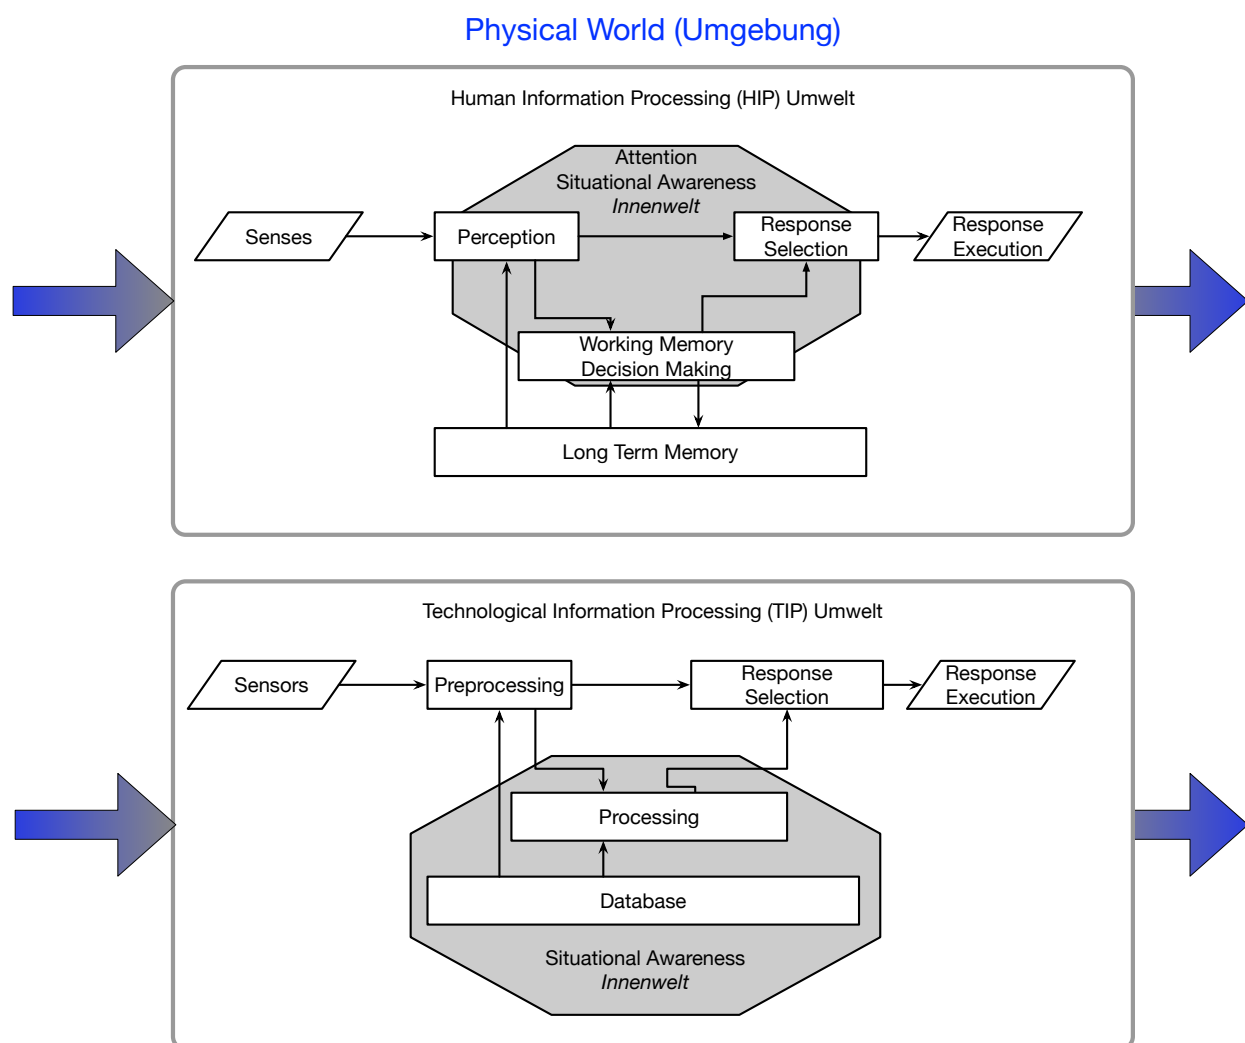 Physical World (Umgebung)
Human Information Processing (HIP) Umwelt
Attention
Situational Awareness
Innenwelt
Senses
Perception
Response
Selection
Response
Execution
Working Memory
Decision Making
Long Term Memory
Technological Information Processing (TIP) Umwelt
Sensors
Preprocessing
Response
Selection
Response
Execution
Processing
Database
Situational Awareness
Innenwelt